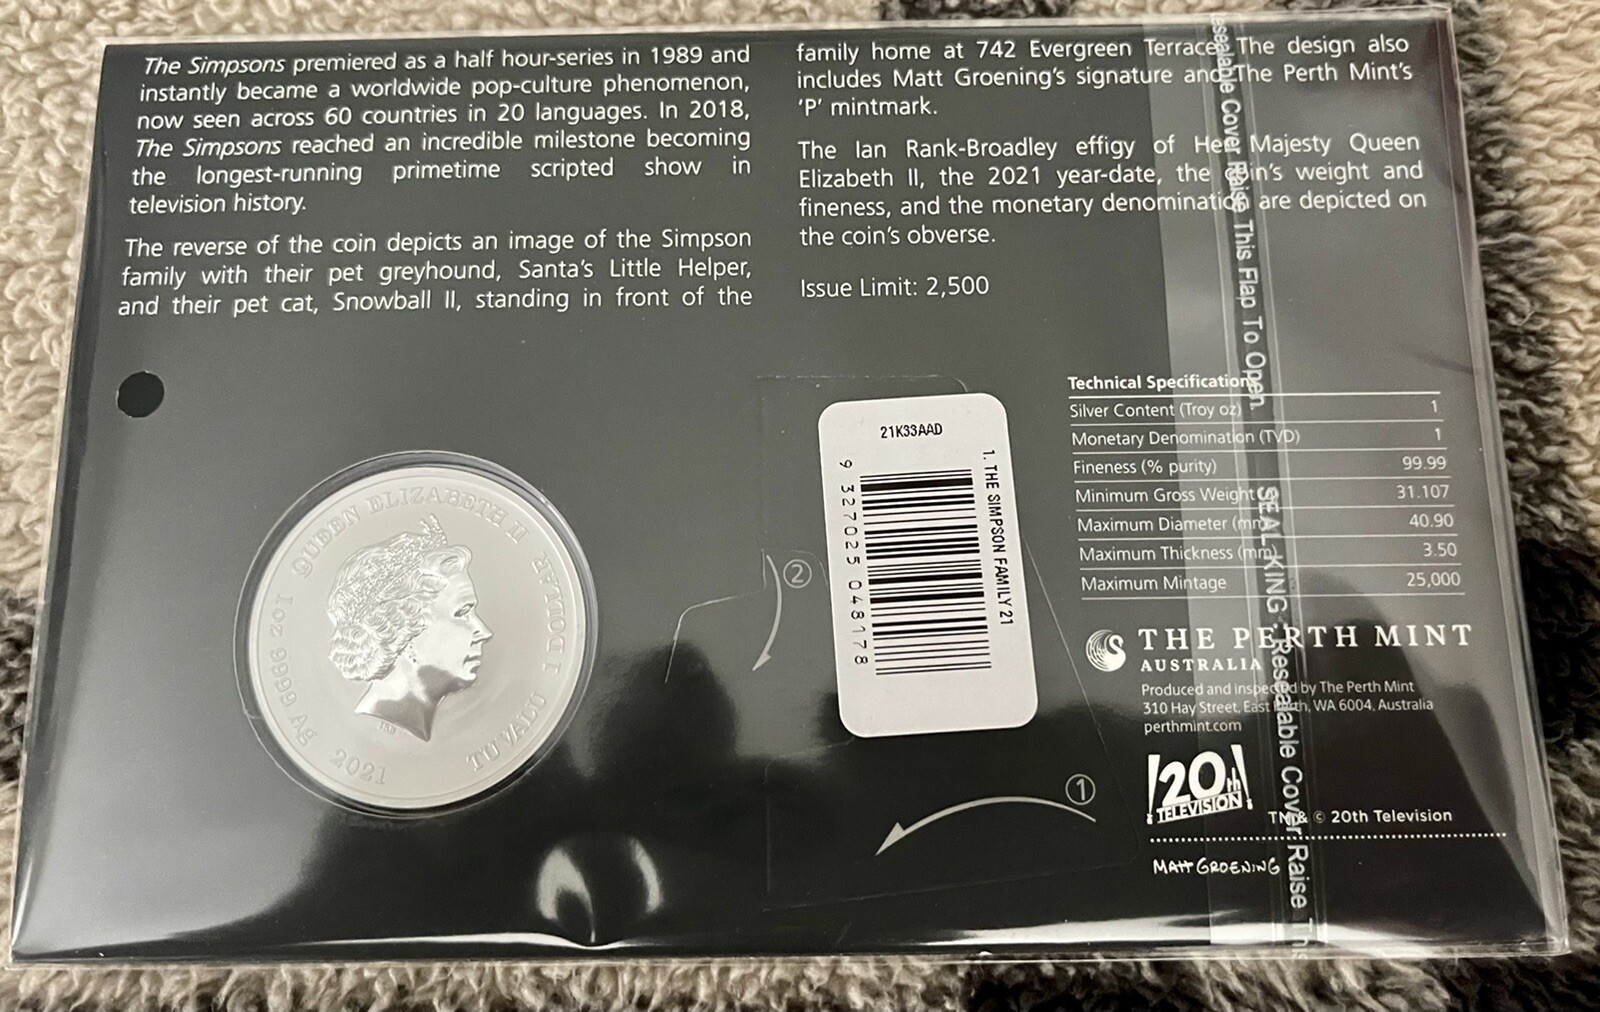 The Simpsons premiered as a half hour-series in 1989 and
instantly became a worldwide pop-culture phenomenon,
now seen across 60 countries in 20 languages. In 2018,
The Simpsons reached an incredible milestone becoming
the longest-running primetime scripted show in
television history.
The reverse of the coin depicts an image of the Simpson
family with their pet greyhound, Santa's Little Helper,
and their pet cat, Snowball II, standing in front of the
family home at 742 Evergreen Terrace. The design also
includes Matt Groening's signature and The Perth Mint's
'P' mintmark.
The Ian Rank-Broadley effigy of Her Majesty Queen
Elizabeth II, the 2021 year-date, the coin's weight and
fineness, and the monetary denomination are depicted on
the coin's obverse.
Issue Limit: 2,500
QUEEN ELIZABETH II
1 DOLLAR
TUVALU
2021
1oz 9999 Ag
IRB
②
①
21K33AAD
1. THE SIMPSON FAMILY 21
9 327025 048178
Technical Specifications
Silver Content (Troy oz) 1
Monetary Denomination (TVD) 1
Fineness (% purity) 99.99
Minimum Gross Weight 31.107
Maximum Diameter (mm) 40.90
Maximum Thickness (mm) 3.50
Maximum Mintage 25,000
THE PERTH MINT
AUSTRALIA
Produced and inspected by The Perth Mint
310 Hay Street, East Perth, WA 6004, Australia
perthmint.com
20th
TELEVISION
TM & © 20th Television
MATT GROENING
esealable Cover Raise This Flap To Open.
SEAL KING - Resealable Cover Raise Th